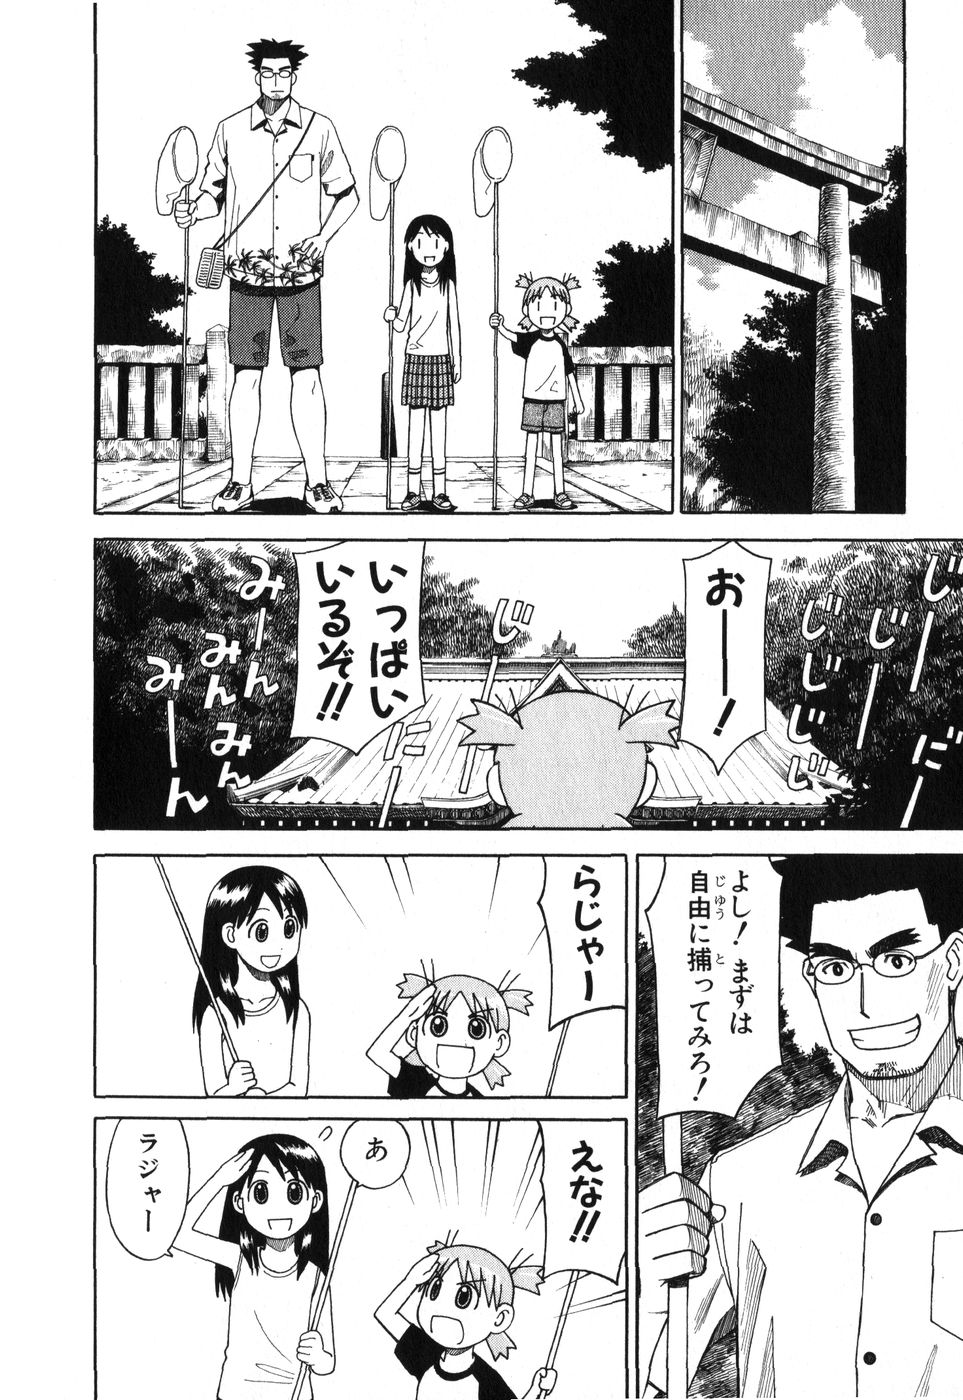 おーー！
いっぱい
いるぞ!!
じーー
じーだー
じじじじ
じーー
にー
みーん
みんみん
みーーん
よし！まずは
自由に捕ってみろ！
じゆう
と
らじゃー
えな!!
あ
ラジャー